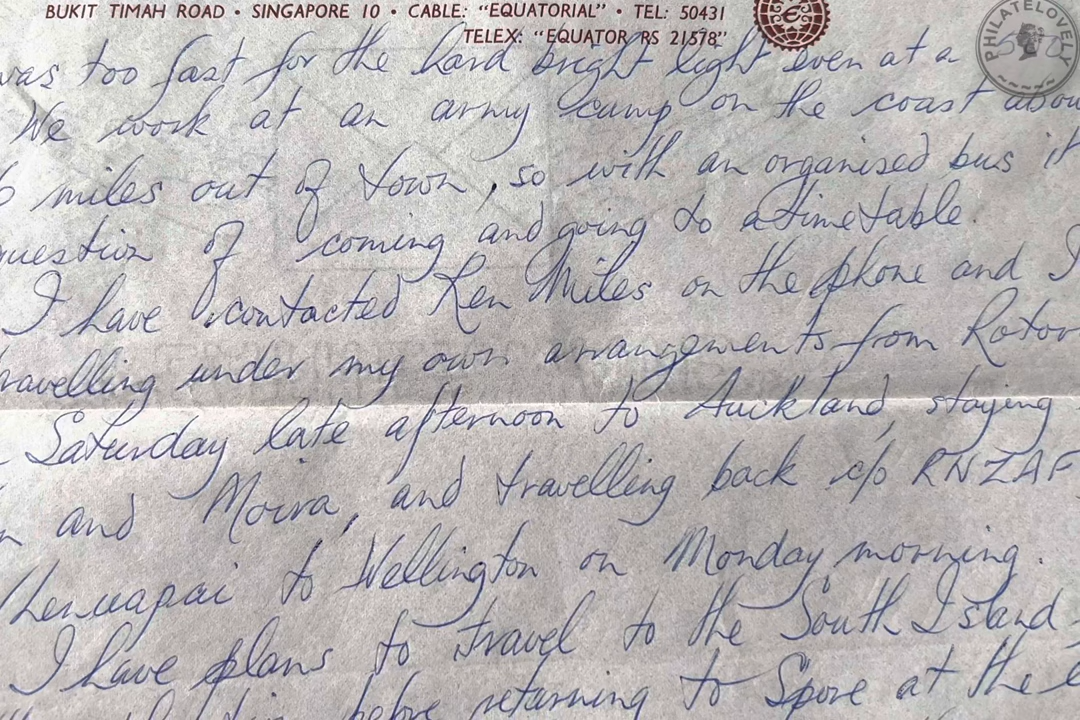 BUKIT TIMAH ROAD • SINGAPORE 10 • CABLE: "EQUATORIAL" • TEL: 50431
TELEX: "EQUATOR RS 21578"
PHILATELOVELY
was too fast for the hard bright light even at a
We work at an army camp on the coast abou
6 miles out of town, so with an organised bus it
question of coming and going to a timetable.
I have contacted Ken Miles on the phone and I
travelling under my own arrangements from Rotor
Saturday late afternoon to Auckland, staying
n and Moira, and travelling back c/o RNZAF,
Whenuapai to Wellington on Monday morning.
I have plans to travel to the South Island
before returning to Spore at the e